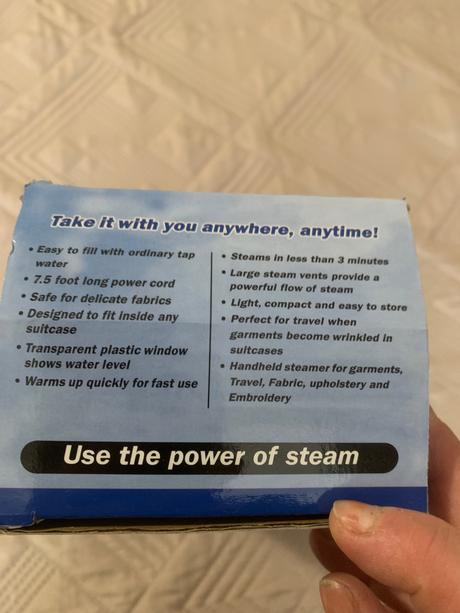 Take it with you anywhere, anytime!
• Easy to fill with ordinary tap
water
• 7.5 foot long power cord
• Safe for delicate fabrics
• Designed to fit inside any
suitcase
• Transparent plastic window
shows water level
• Warms up quickly for fast use
• Steams in less than 3 minutes
• Large steam vents provide a
powerful flow of steam
• Light, compact and easy to store
• Perfect for travel when
garments become wrinkled in
suitcases
• Handheld steamer for garments,
Travel, Fabric, upholstery and
Embroldery
Use the power of steam